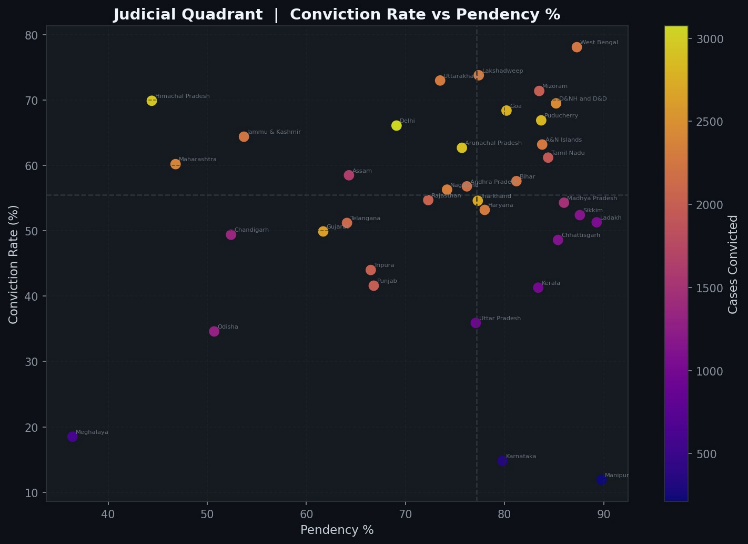 Judicial Quadrant | Conviction Rate vs Pendency %
80
70
60
50
40
30
20
10
Conviction Rate (%)
West Bengal
Lakshadweep
Mizoram
D&NH and D&D
Himachal Pradesh
Goa
Puducherry
Delhi
Jammu & Kashmir
Arunachal Pradesh
A&N Islands
Tamil Nadu
Maharashtra
Assam
Bihar
Andhra Pradesh
Rajasthan
Jharkhand
Haryana
Madhya Pradesh
Sikkim
Ladakh
Telangana
Gujarat
Chandigarh
Chhattisgarh
Tripura
Punjab
Kerala
Uttar Pradesh
Odisha
Meghalaya
Karnataka
Manipur
40
50
60
70
80
90
Pendency %
3000
2500
2000
1500
1000
500
Cases Convicted